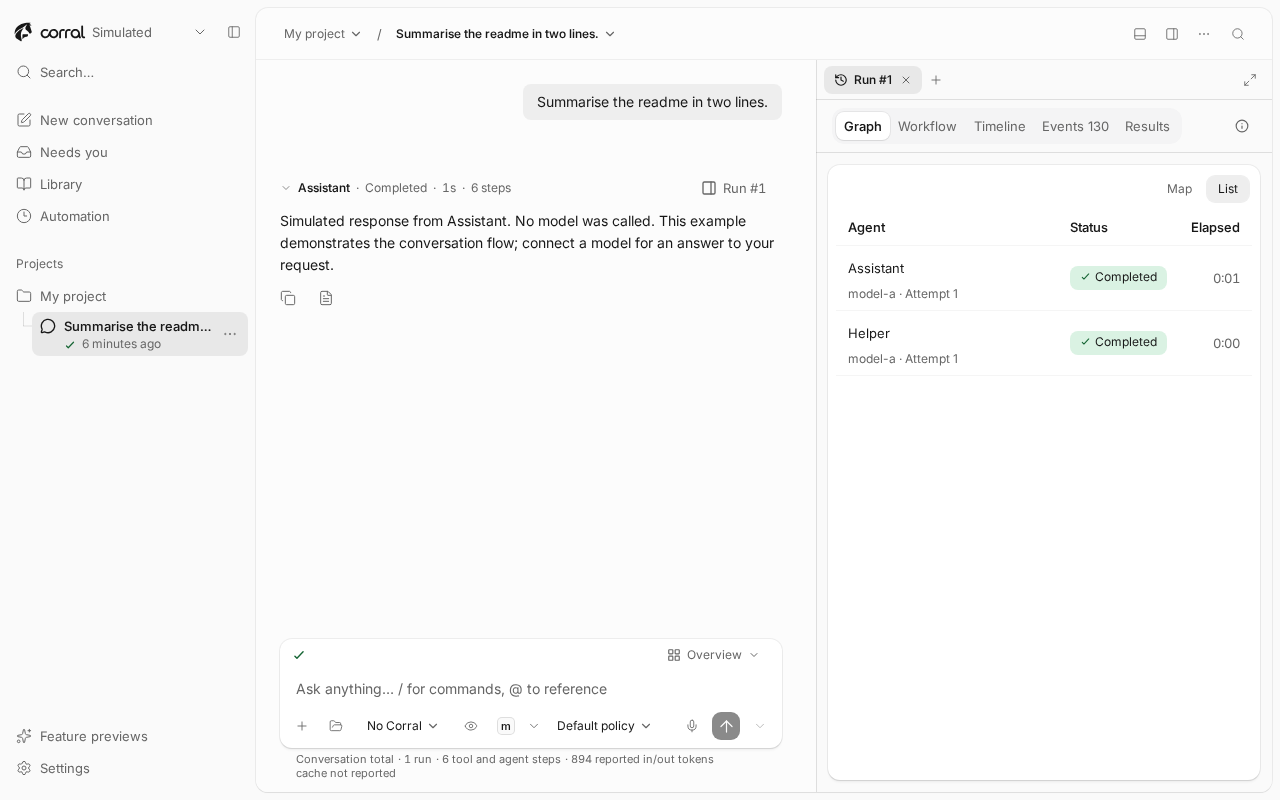 corral Simulated
Search...
New conversation
Needs you
Library
Automation
Projects
My project
Summarise the readm...
6 minutes ago
Feature previews
Settings
My project / Summarise the readme in two lines.
Summarise the readme in two lines.
Assistant · Completed · 1s · 6 steps
Run #1
Simulated response from Assistant. No model was called. This example
demonstrates the conversation flow; connect a model for an answer to your
request.
Overview
Ask anything... / for commands, @ to reference
No Corral
m
Default policy
Conversation total · 1 run · 6 tool and agent steps · 894 reported in/out tokens
cache not reported
Run #1
Graph Workflow Timeline Events 130 Results
Map List
Agent Status Elapsed
Assistant
model-a · Attempt 1
Completed
0:01
Helper
model-a · Attempt 1
Completed
0:00